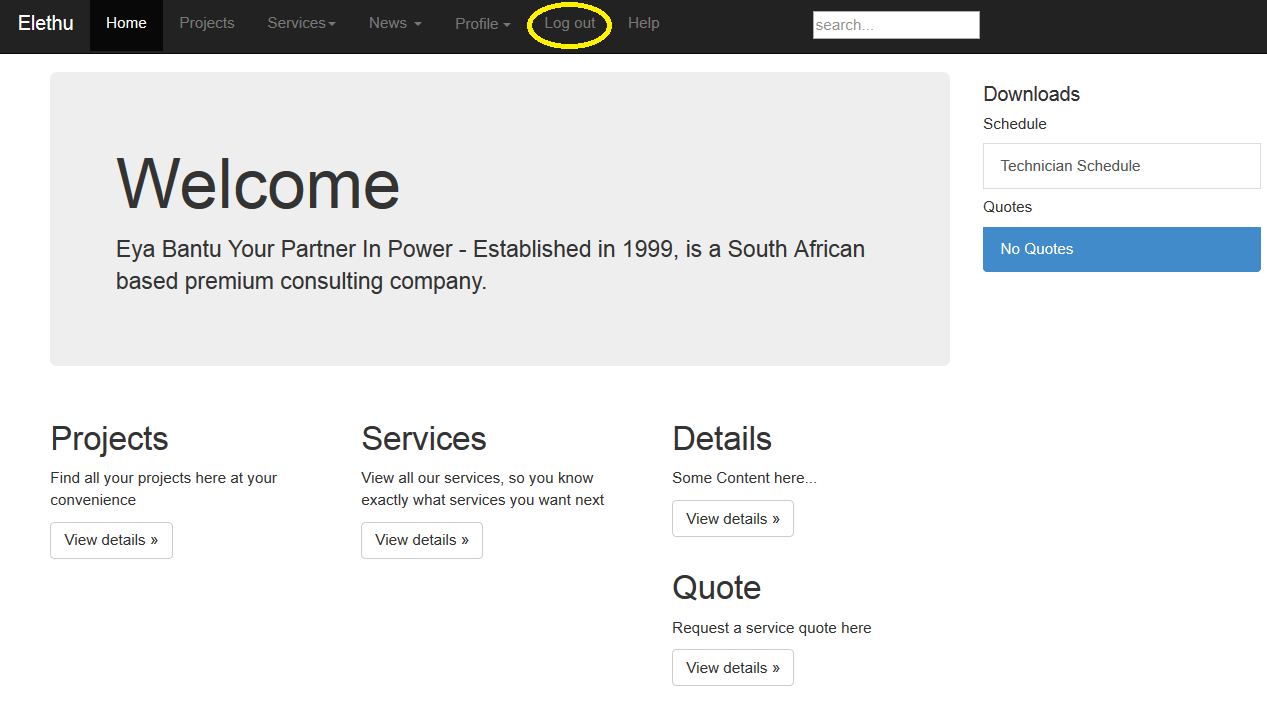 Elethu Home Projects Services News Profile Log out Help search...
Welcome
Eya Bantu Your Partner In Power - Established in 1999, is a South African
based premium consulting company.
Downloads
Schedule
Technician Schedule
Quotes
No Quotes
Projects
Find all your projects here at your
convenience
View details »
Services
View all our services, so you know
exactly what services you want next
View details »
Details
Some Content here...
View details »
Quote
Request a service quote here
View details »